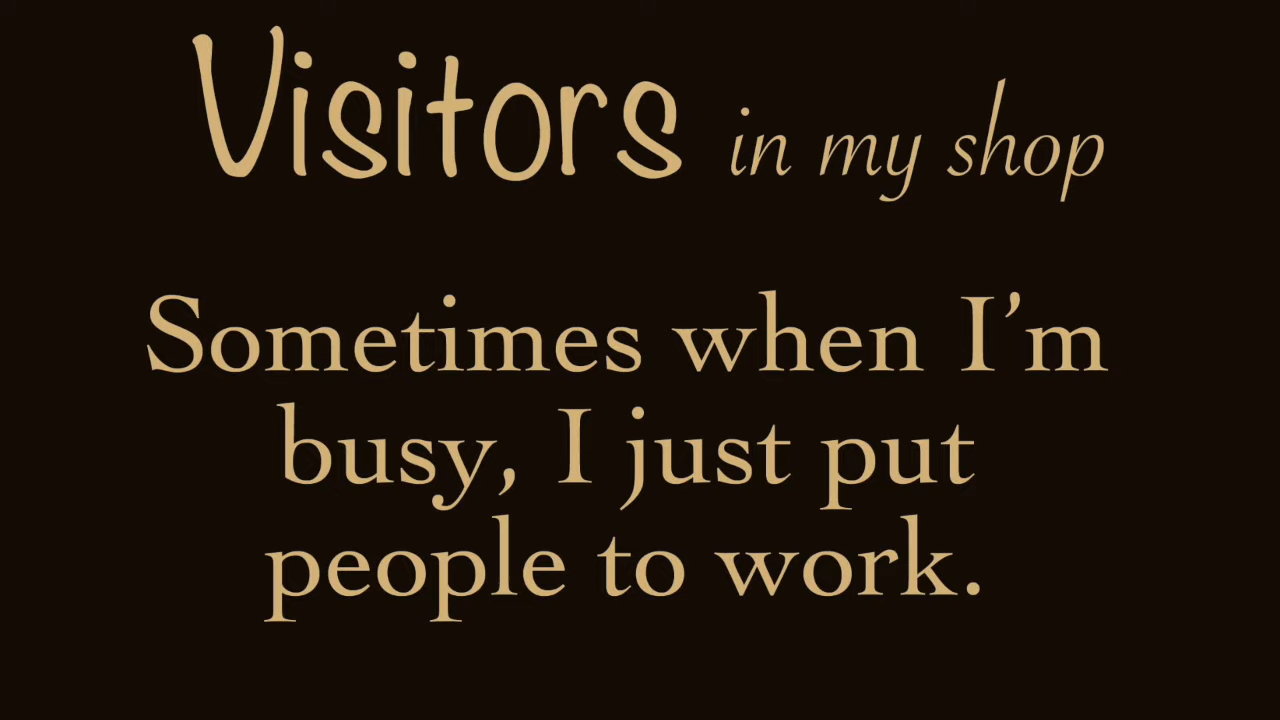 Visitors in my shop
Sometimes when I’m
busy, I just put
people to work.